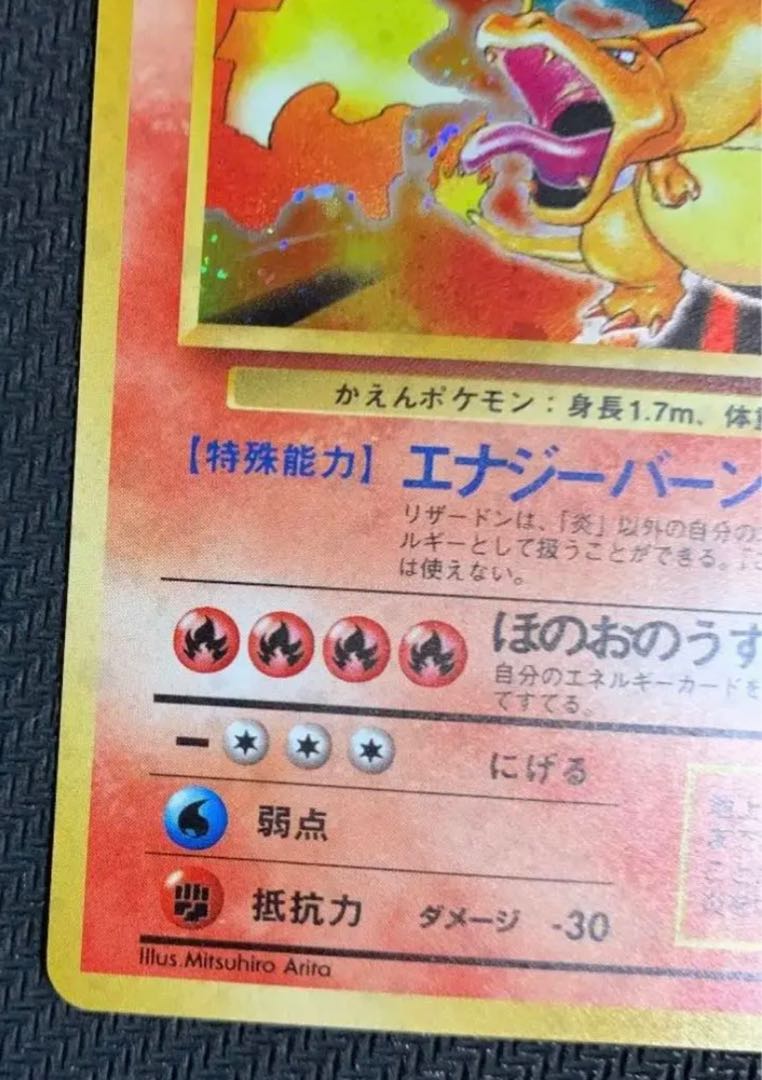 かえんポケモン：身長1.7m、体
【特殊能力】エナジーバーン
リザードンは、「炎」以外の自分の
ルギーとして扱うことができる。
は使えない。
ほのおのうず
自分のエネルギーカードを
てすてる。
ー にげる
弱点
抵抗力 ダメージ -30
Illus.Mitsuhiro Arita